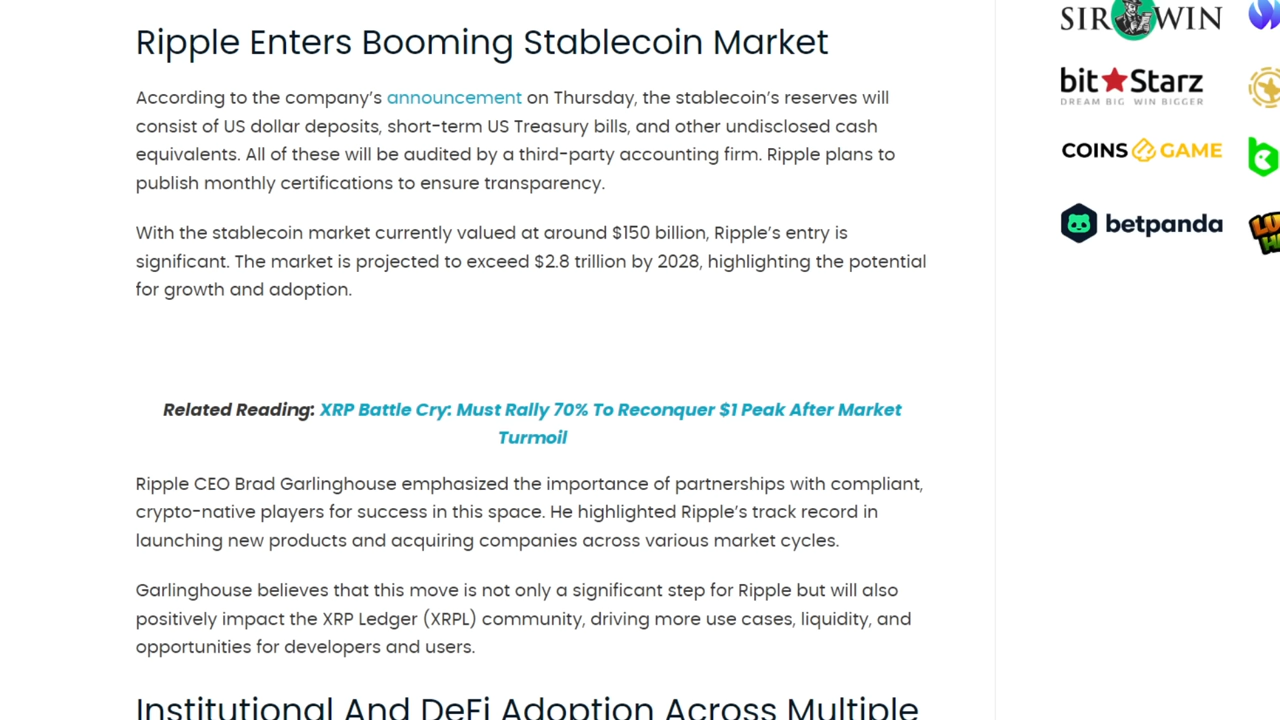 Ripple Enters Booming Stablecoin Market
According to the company's announcement on Thursday, the stablecoin's reserves will
consist of US dollar deposits, short-term US Treasury bills, and other undisclosed cash
equivalents. All of these will be audited by a third-party accounting firm. Ripple plans to
publish monthly certifications to ensure transparency.
With the stablecoin market currently valued at around $150 billion, Ripple's entry is
significant. The market is projected to exceed $2.8 trillion by 2028, highlighting the potential
for growth and adoption.
Related Reading: XRP Battle Cry: Must Rally 70% To Reconquer $1 Peak After Market
Turmoil
Ripple CEO Brad Garlinghouse emphasized the importance of partnerships with compliant,
crypto-native players for success in this space. He highlighted Ripple's track record in
launching new products and acquiring companies across various market cycles.
Garlinghouse believes that this move is not only a significant step for Ripple but will also
positively impact the XRP Ledger (XRPL) community, driving more use cases, liquidity, and
opportunities for developers and users.
Institutional And DeFi Adoption Across Multiple
SIR WIN
bit Starz
DREAM BIG WIN BIGGER
COINS GAME
betpanda